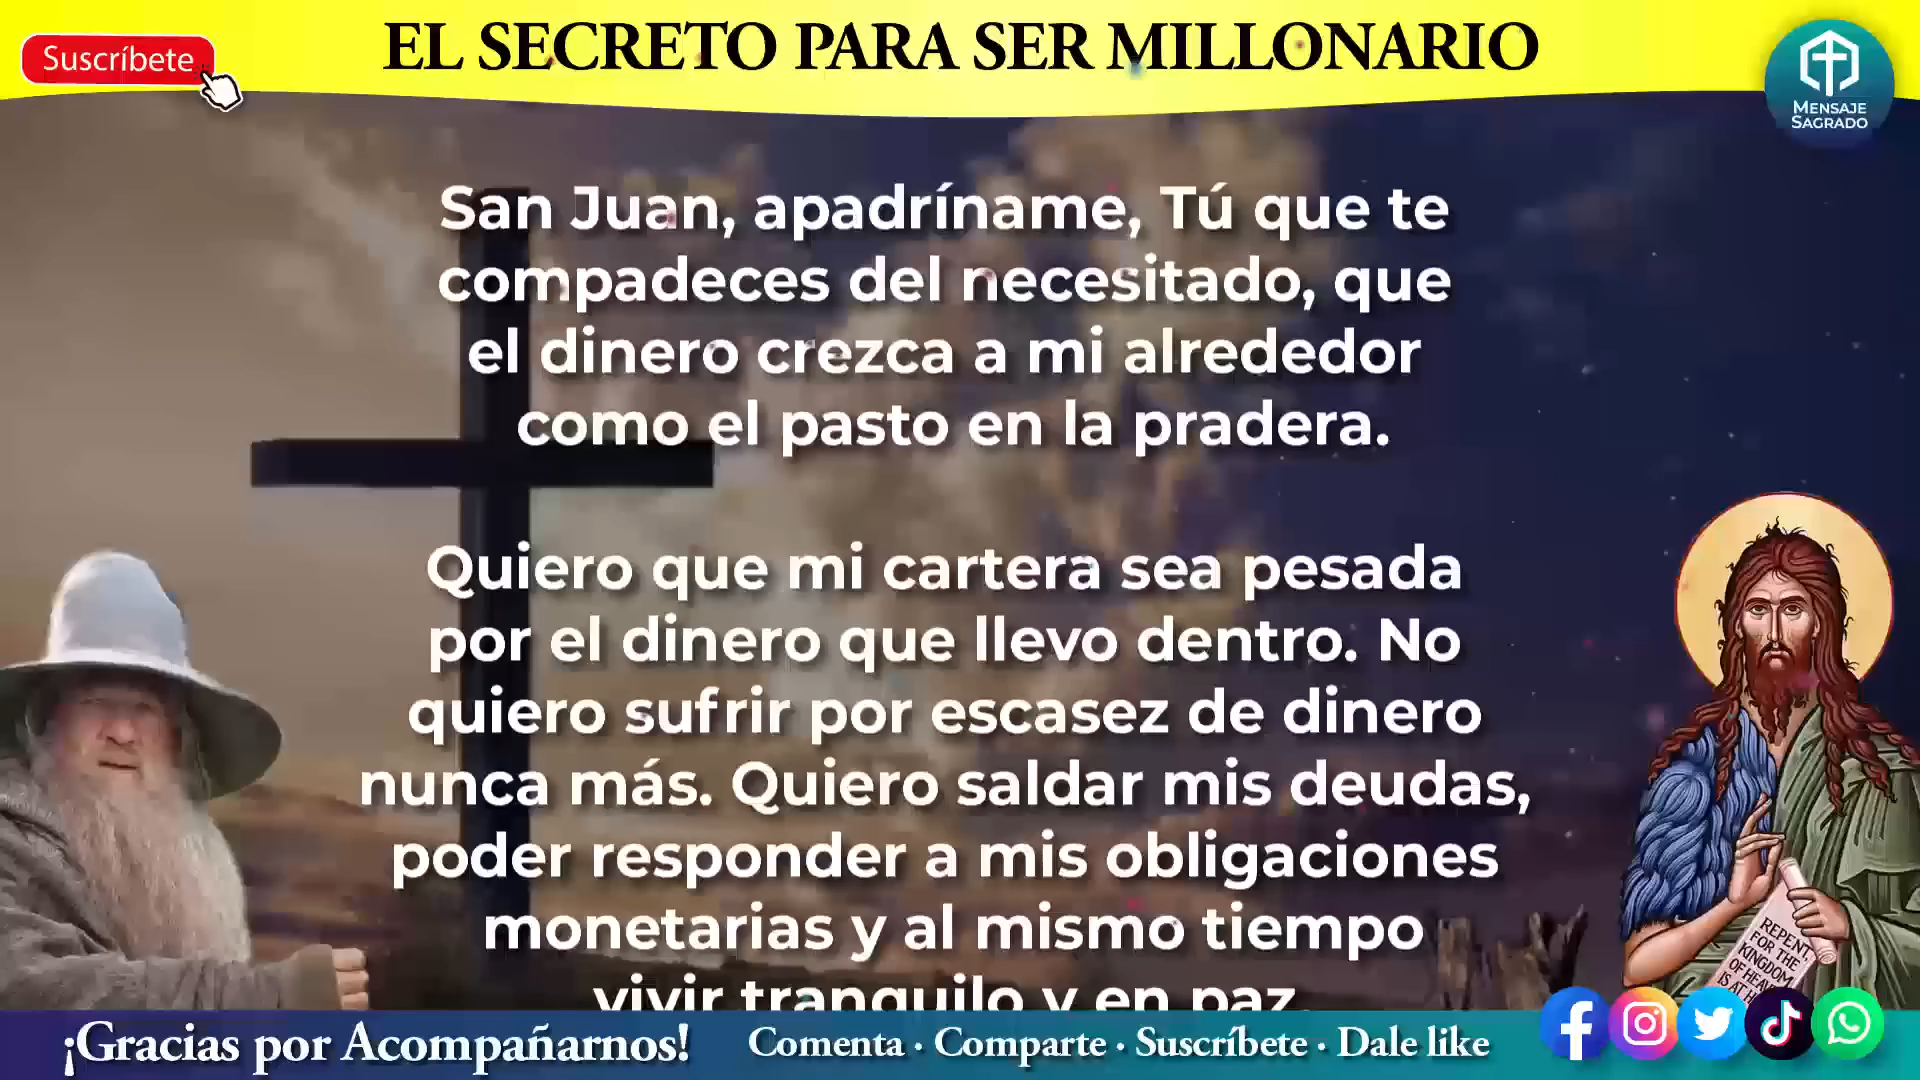 Suscríbete
EL SECRETO PARA SER MILLONARIO
MENSAJE
SAGRADO
San Juan, apadríname, Tú que te
compadeces del necesitado, que
el dinero crezca a mi alrededor
como el pasto en la pradera.
Quiero que mi cartera sea pesada
por el dinero que llevo dentro. No
quiero sufrir por escasez de dinero
nunca más. Quiero saldar mis deudas,
poder responder a mis obligaciones
monetarias y al mismo tiempo
vivir tranquilo y en paz.
REPENT,
FOR THE
KINGDOM
OF
IS AT
¡Gracias por Acompañarnos!
Comenta · Comparte · Suscríbete · Dale like